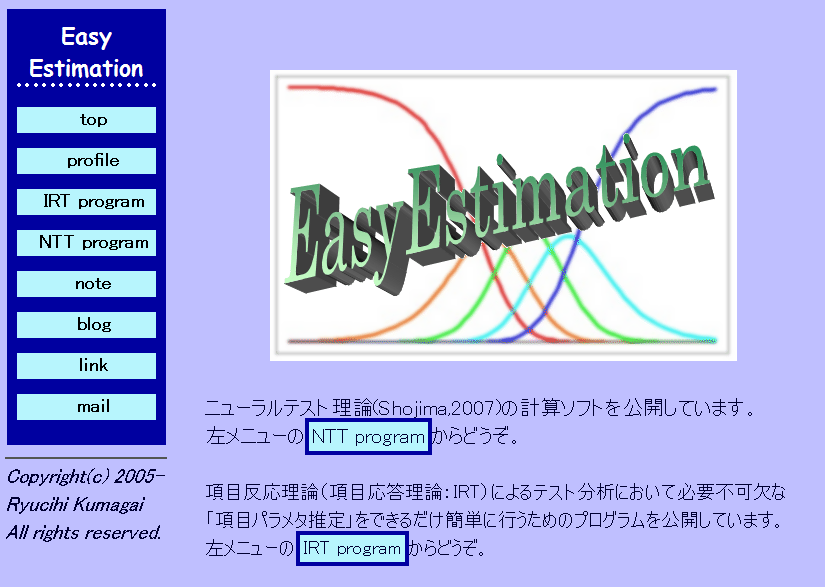 Easy
Estimation
top
profile
IRT program
NTT program
note
blog
link
mail
Copyright(c) 2005-
Ryucihi Kumagai
All rights reserved.
EasyEstimation
ニューラルテスト理論(Shojima,2007)の計算ソフトを公開しています。
左メニューの NTT program からどうぞ。
項目反応理論（項目応答理論：IRT）によるテスト分析において必要不可欠な
「項目パラメタ推定」をできるだけ簡単に行うためのプログラムを公開しています。
左メニューの IRT program からどうぞ。